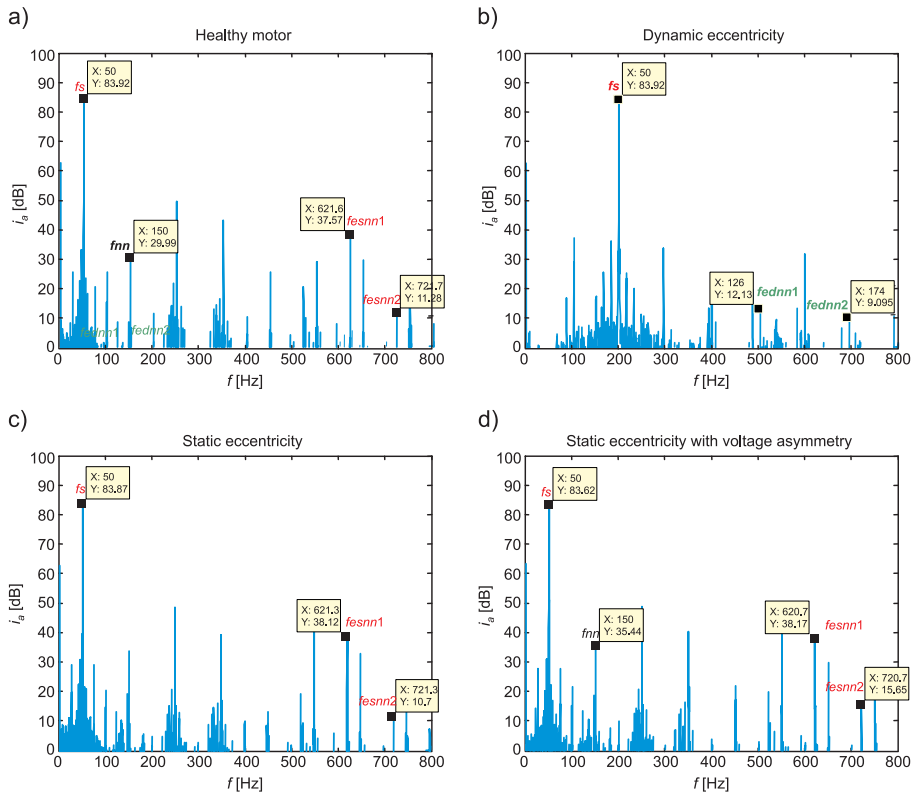 a)
Healthy motor
100
90
80
70
60
50
40
30
20
10
0
i_a [dB]
fs
X: 50
Y: 83.92
fnn
X: 150
Y: 29.99
X: 621.6
Y: 37.57
fesnn1
X: 721.7
Y: 11.28
fesnn2
fednn1
fednn2
0 100 200 300 400 500 600 700 800
f [Hz]
b)
Dynamic eccentricity
100
90
80
70
60
50
40
30
20
10
0
i_a [dB]
fs
X: 50
Y: 83.92
X: 126
Y: 12.13
fednn1
fednn2
X: 174
Y: 9.095
0 100 200 300 400 500 600 700 800
f [Hz]
c)
Static eccentricity
100
90
80
70
60
50
40
30
20
10
0
i_a [dB]
fs
X: 50
Y: 83.87
X: 621.3
Y: 38.12
fesnn1
fesnn2
X: 721.3
Y: 10.7
0 100 200 300 400 500 600 700 800
f [Hz]
d)
Static eccentricity with voltage asymmetry
100
90
80
70
60
50
40
30
20
10
0
i_a [dB]
fs
X: 50
Y: 83.62
fnn
X: 150
Y: 35.44
X: 620.7
Y: 38.17
fesnn1
fesnn2
X: 720.7
Y: 15.65
0 100 200 300 400 500 600 700 800
f [Hz]